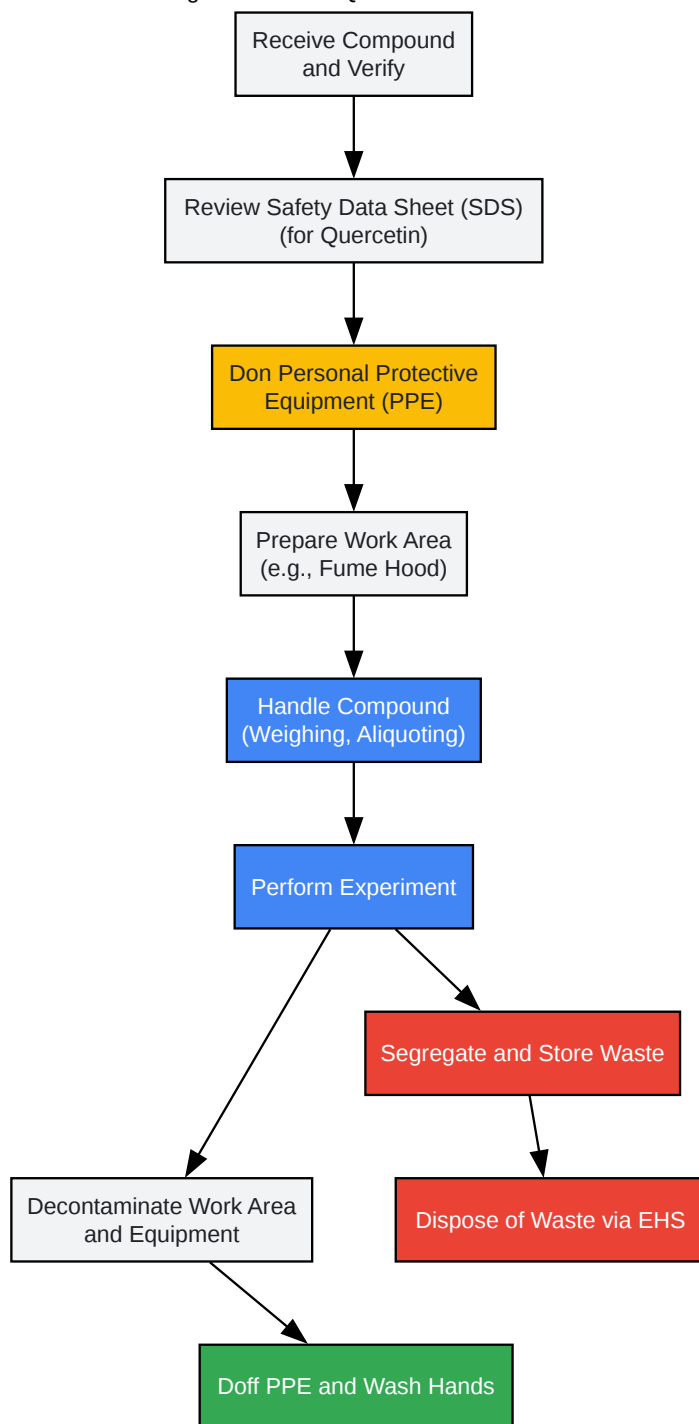 Receive Compound
and Verify
Review Safety Data Sheet (SDS)
(for Quercetin)
Don Personal Protective
Equipment (PPE)
Prepare Work Area
(e.g., Fume Hood)
Handle Compound
(Weighing, Aliquoting)
Perform Experiment
Segregate and Store Waste
Decontaminate Work Area
and Equipment
Dispose of Waste via EHS
Doff PPE and Wash Hands